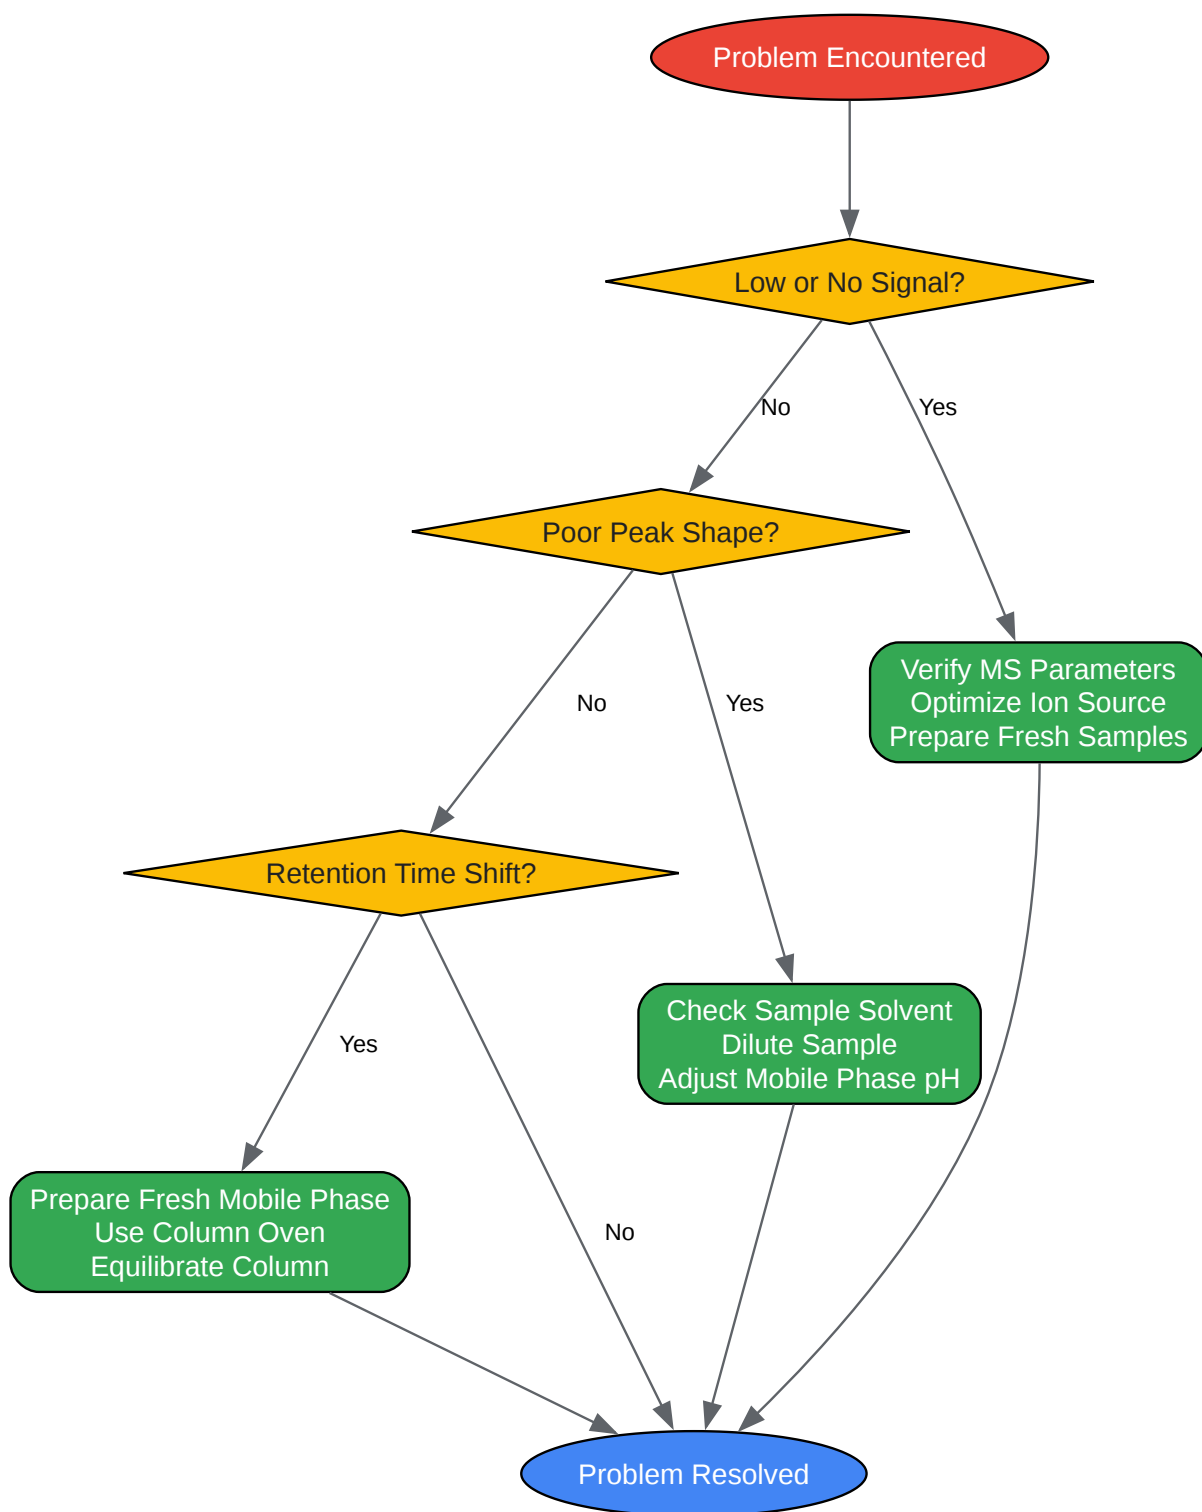 Problem Encountered
Low or No Signal?
No
Yes
Poor Peak Shape?
Verify MS Parameters
Optimize Ion Source
Prepare Fresh Samples
No
Yes
Retention Time Shift?
Check Sample Solvent
Dilute Sample
Adjust Mobile Phase pH
Yes
Prepare Fresh Mobile Phase
Use Column Oven
Equilibrate Column
No
Problem Resolved